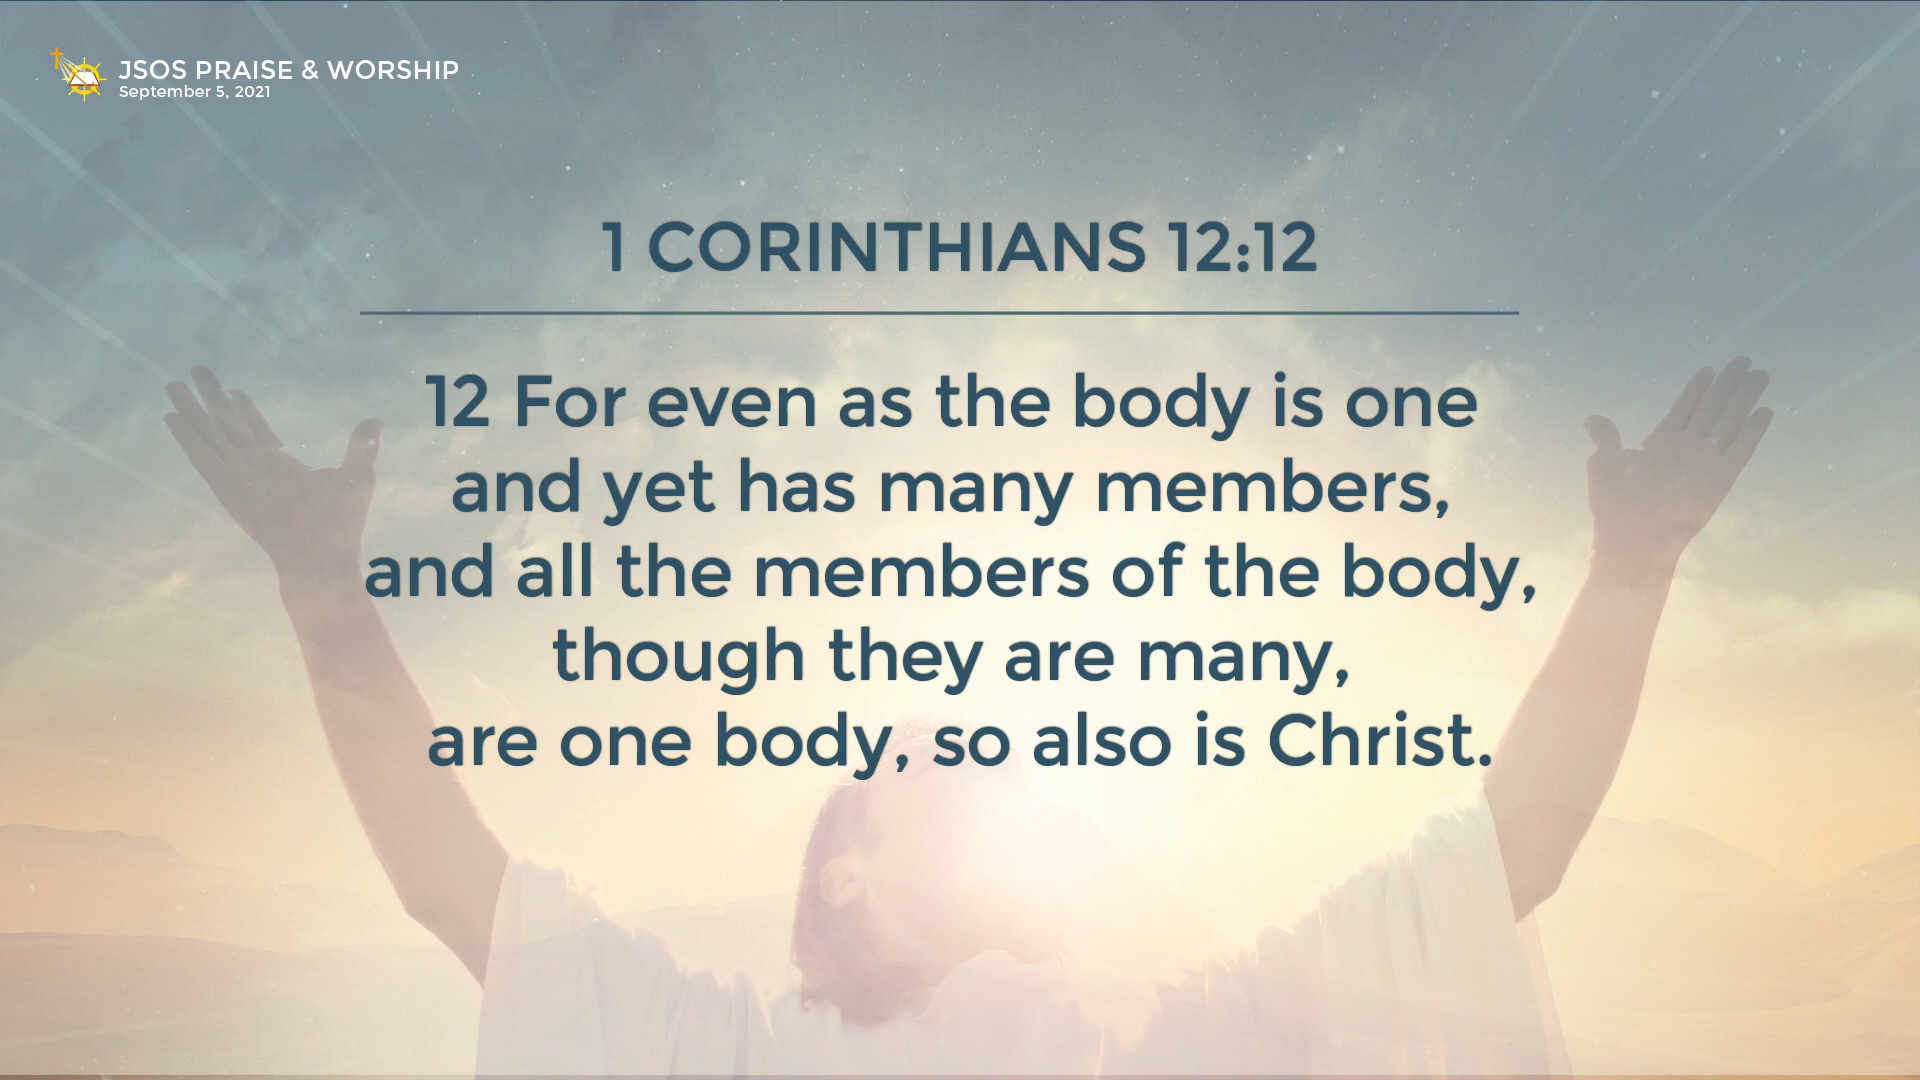 JSOS PRAISE & WORSHIP
September 5, 2021
1 CORINTHIANS 12:12
12 For even as the body is one
and yet has many members,
and all the members of the body,
though they are many,
are one body, so also is Christ.